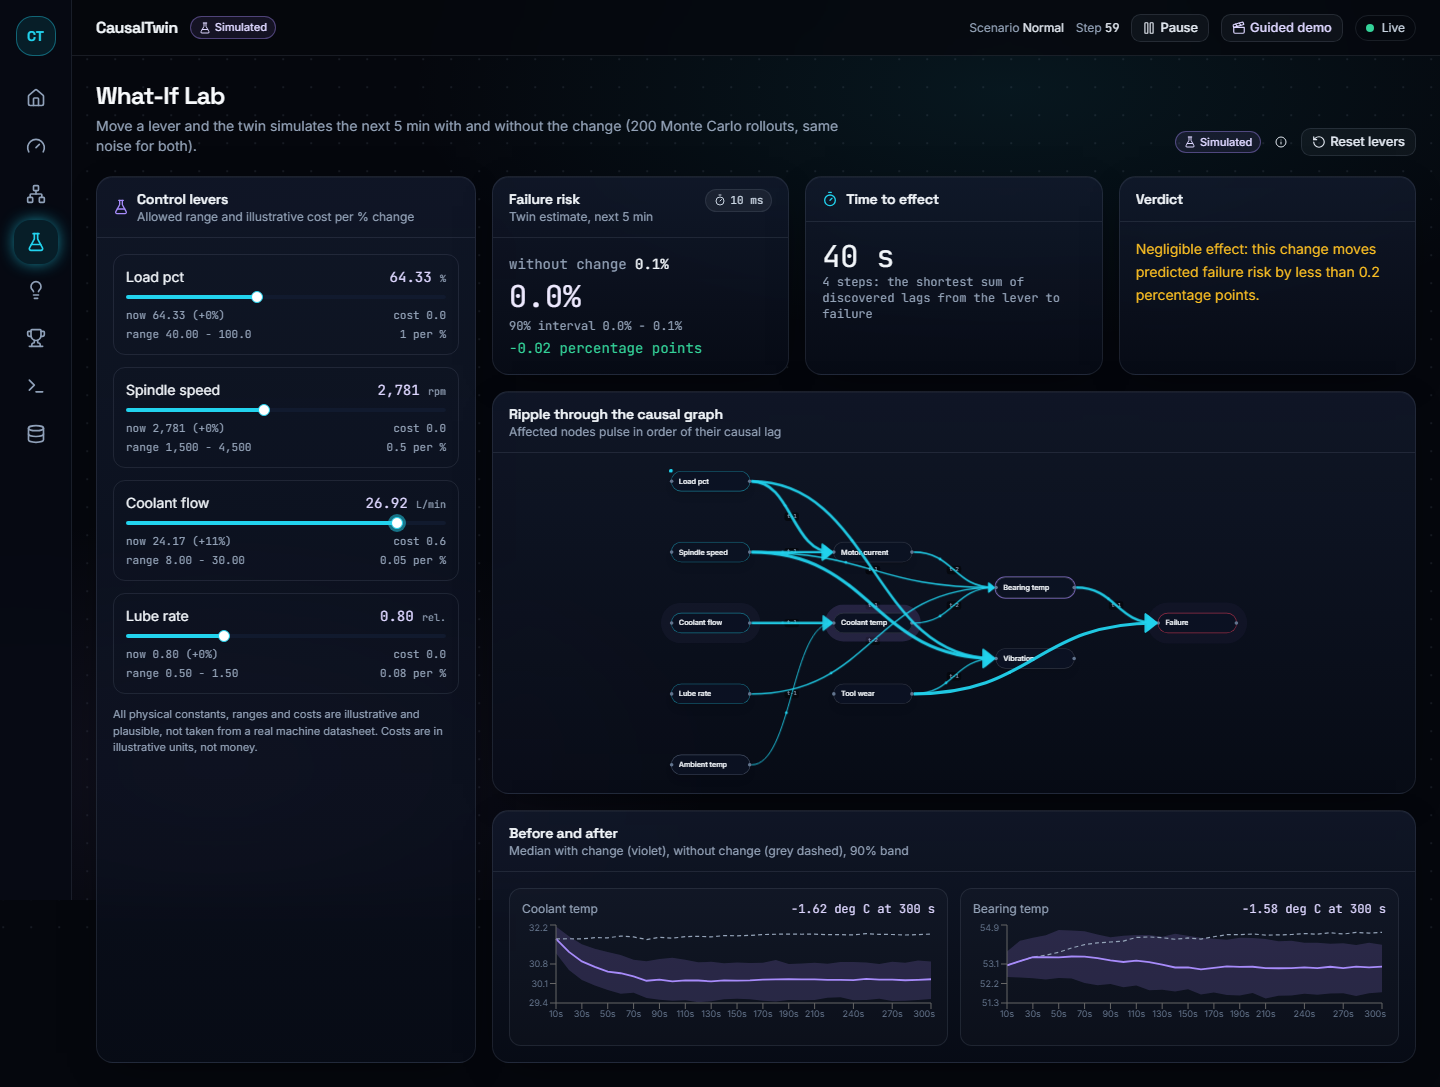 CT
CausalTwin
Simulated
Scenario Normal
Step 59
Pause
Guided demo
Live
What-If Lab
Move a lever and the twin simulates the next 5 min with and without the change (200 Monte Carlo rollouts, same
noise for both).
Simulated
Reset levers
Control levers
Allowed range and illustrative cost per % change
Load pct
64.33 %
now 64.33 (+0%)
cost 0.0
range 40.00 - 100.0
1 per %
Spindle speed
2,781 rpm
now 2,781 (+0%)
cost 0.0
range 1,500 - 4,500
0.5 per %
Coolant flow
26.92 L/min
now 24.17 (+11%)
cost 0.6
range 8.00 - 30.00
0.05 per %
Lube rate
0.80 rel.
now 0.80 (+0%)
cost 0.0
range 0.50 - 1.50
0.08 per %
All physical constants, ranges and costs are illustrative and
plausible, not taken from a real machine datasheet. Costs are in
illustrative units, not money.
Failure risk
Twin estimate, next 5 min
10 ms
without change 0.1%
0.0%
90% interval 0.0% - 0.1%
-0.02 percentage points
Time to effect
40 s
4 steps: the shortest sum of
discovered lags from the lever to
failure
Verdict
Negligible effect: this change moves
predicted failure risk by less than 0.2
percentage points.
Ripple through the causal graph
Affected nodes pulse in order of their causal lag
Load pct
Spindle speed
Motor current
Bearing temp
Coolant flow
Coolant temp
Failure
Vibration
Lube rate
Tool wear
Ambient temp
Before and after
Median with change (violet), without change (grey dashed), 90% band
Coolant temp
-1.62 deg C at 300 s
32.2
30.8
30.1
29.4
10s 30s 50s 70s 90s 110s 130s 150s 170s 190s 210s 240s 270s 300s
Bearing temp
-1.58 deg C at 300 s
54.9
53.1
52.2
51.3
10s 30s 50s 70s 90s 110s 130s 150s 170s 190s 210s 240s 270s 300s